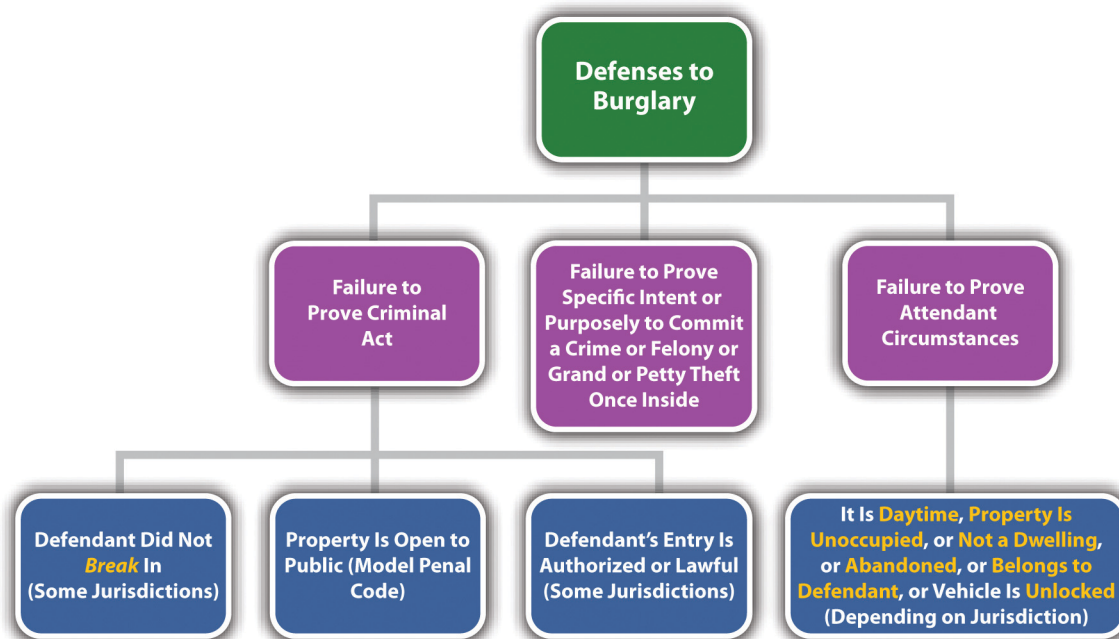 Defenses to
Burglary
Failure to
Prove Criminal
Act
Failure to Prove
Specific Intent or
Purposely to Commit
a Crime or Felony or
Grand or Petty Theft
Once Inside
Failure to Prove
Attendant
Circumstances
Defendant Did Not
Break In
(Some Jurisdictions)
Property Is Open to
Public (Model Penal
Code)
Defendant’s Entry Is
Authorized or Lawful
(Some Jurisdictions)
It Is Daytime, Property Is
Unoccupied, or Not a Dwelling,
or Abandoned, or Belongs to
Defendant, or Vehicle Is Unlocked
(Depending on Jurisdiction)